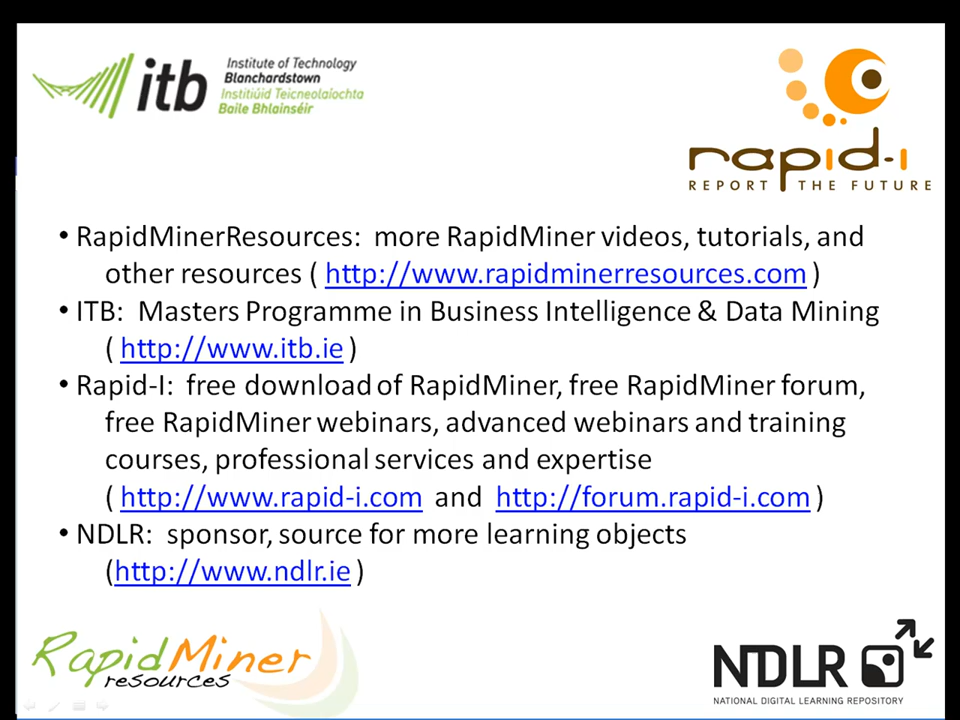 itb
Institute of Technology
Blanchardstown
Institiúid Teicneolaíochta
Baile Bhlainséir
rapid-i
REPORT THE FUTURE
• RapidMinerResources: more RapidMiner videos, tutorials, and
other resources ( http://www.rapidminerresources.com )
• ITB: Masters Programme in Business Intelligence & Data Mining
( http://www.itb.ie )
• Rapid-I: free download of RapidMiner, free RapidMiner forum,
free RapidMiner webinars, advanced webinars and training
courses, professional services and expertise
( http://www.rapid-i.com and http://forum.rapid-i.com )
• NDLR: sponsor, source for more learning objects
(http://www.ndlr.ie )
RapidMiner
resources
NDLR
NATIONAL DIGITAL LEARNING REPOSITORY